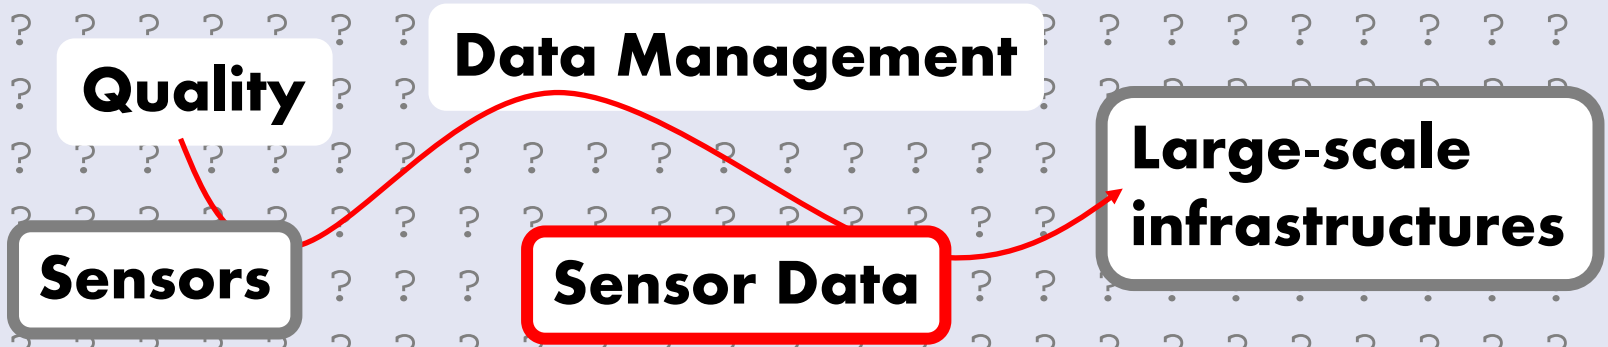 Quality
Data Management
Large-scale
infrastructures
Sensors
Sensor Data